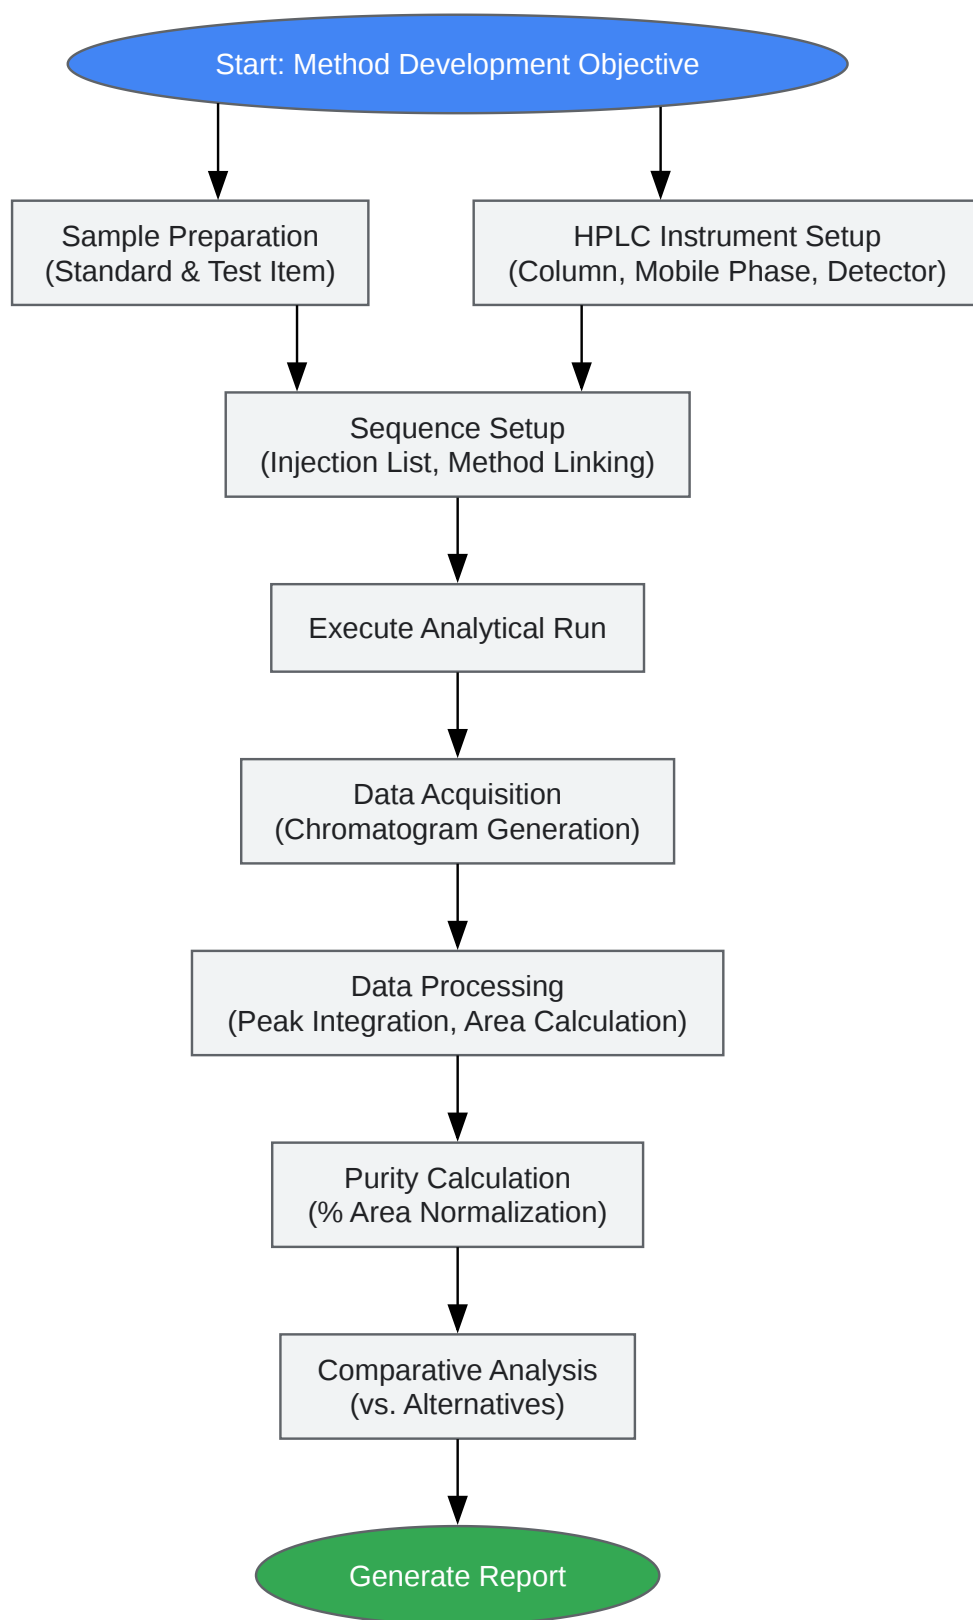 Start: Method Development Objective
Sample Preparation
(Standard & Test Item)
HPLC Instrument Setup
(Column, Mobile Phase, Detector)
Sequence Setup
(Injection List, Method Linking)
Execute Analytical Run
Data Acquisition
(Chromatogram Generation)
Data Processing
(Peak Integration, Area Calculation)
Purity Calculation
(% Area Normalization)
Comparative Analysis
(vs. Alternatives)
Generate Report